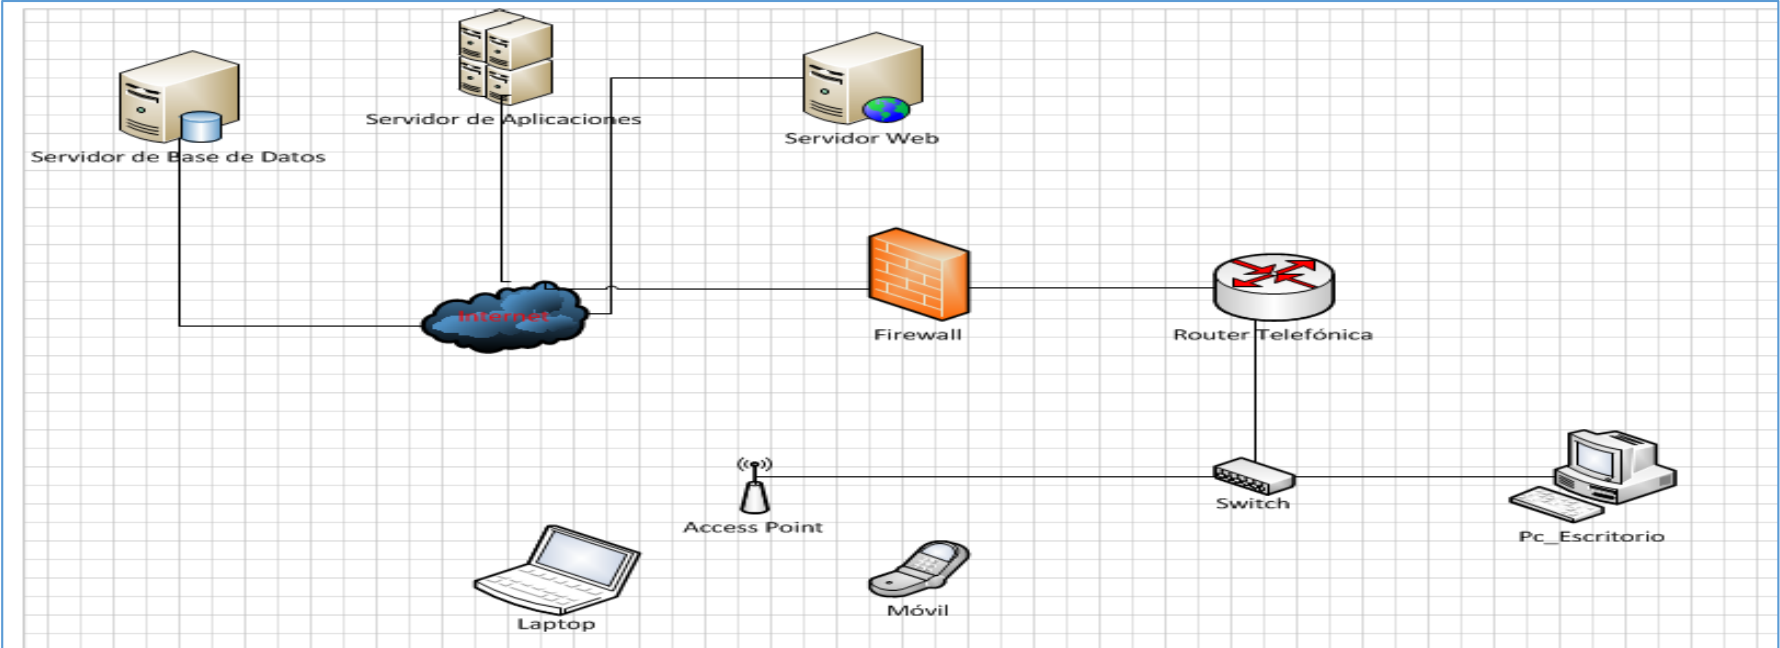 Servidor de Aplicaciones
Servidor Web
Servidor de Base de Datos
Internet
Firewall
Router Telefónica
Switch
Access Point
Pc_Escritorio
Móvil
Laptop